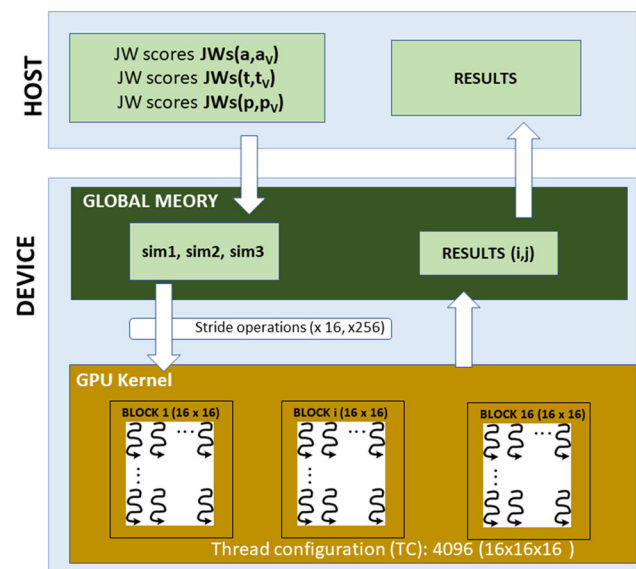 HOST
JW scores JWs(a,aV)
JW scores JWs(t,tV)
JW scores JWs(p,pV)
RESULTS
DEVICE
GLOBAL MEORY
sim1, sim2, sim3
RESULTS (i,j)
Stride operations (x 16, x256)
GPU Kernel
BLOCK 1 (16 x 16)
BLOCK i (16 x 16)
BLOCK 16 (16 x 16)
Thread configuration (TC): 4096 (16x16x16 )